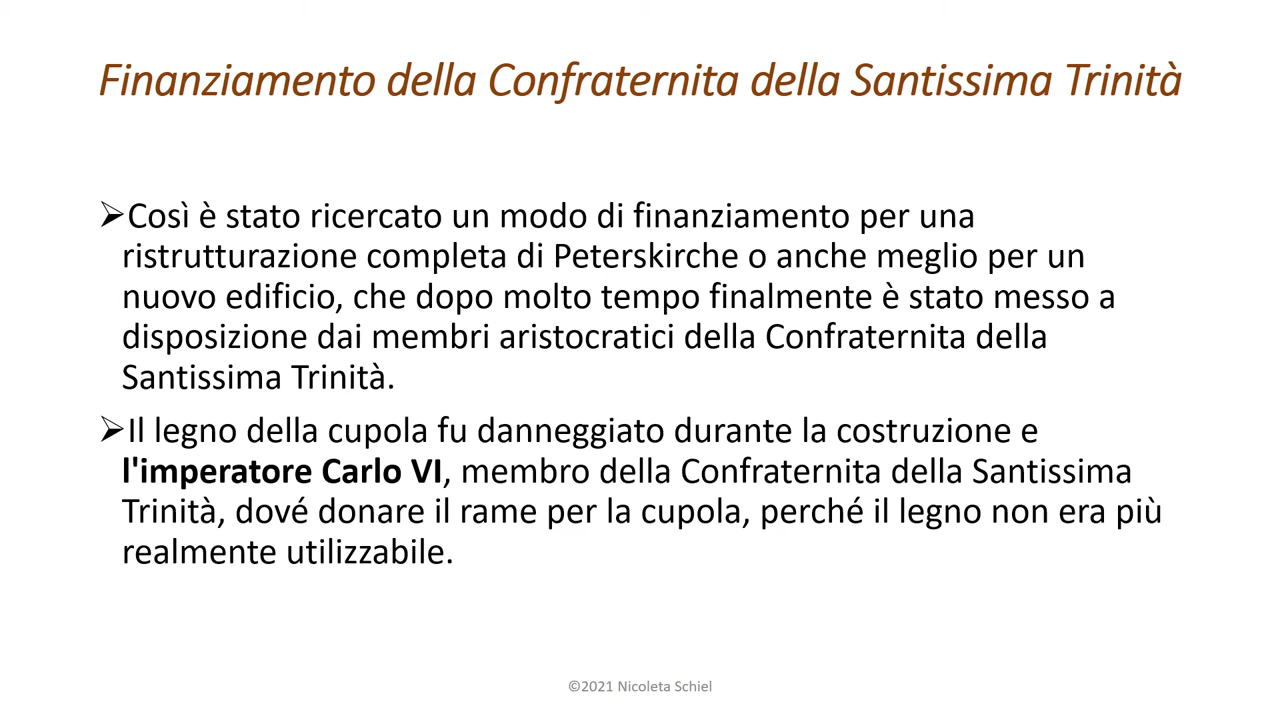 Finanziamento della Confraternita della Santissima Trinità
➢Così è stato ricercato un modo di finanziamento per una
ristrutturazione completa di Peterskirche o anche meglio per un
nuovo edificio, che dopo molto tempo finalmente è stato messo a
disposizione dai membri aristocratici della Confraternita della
Santissima Trinità.
➢Il legno della cupola fu danneggiato durante la costruzione e
l'imperatore Carlo VI, membro della Confraternita della Santissima
Trinità, dové donare il rame per la cupola, perché il legno non era più
realmente utilizzabile.
©2021 Nicoleta Schiel